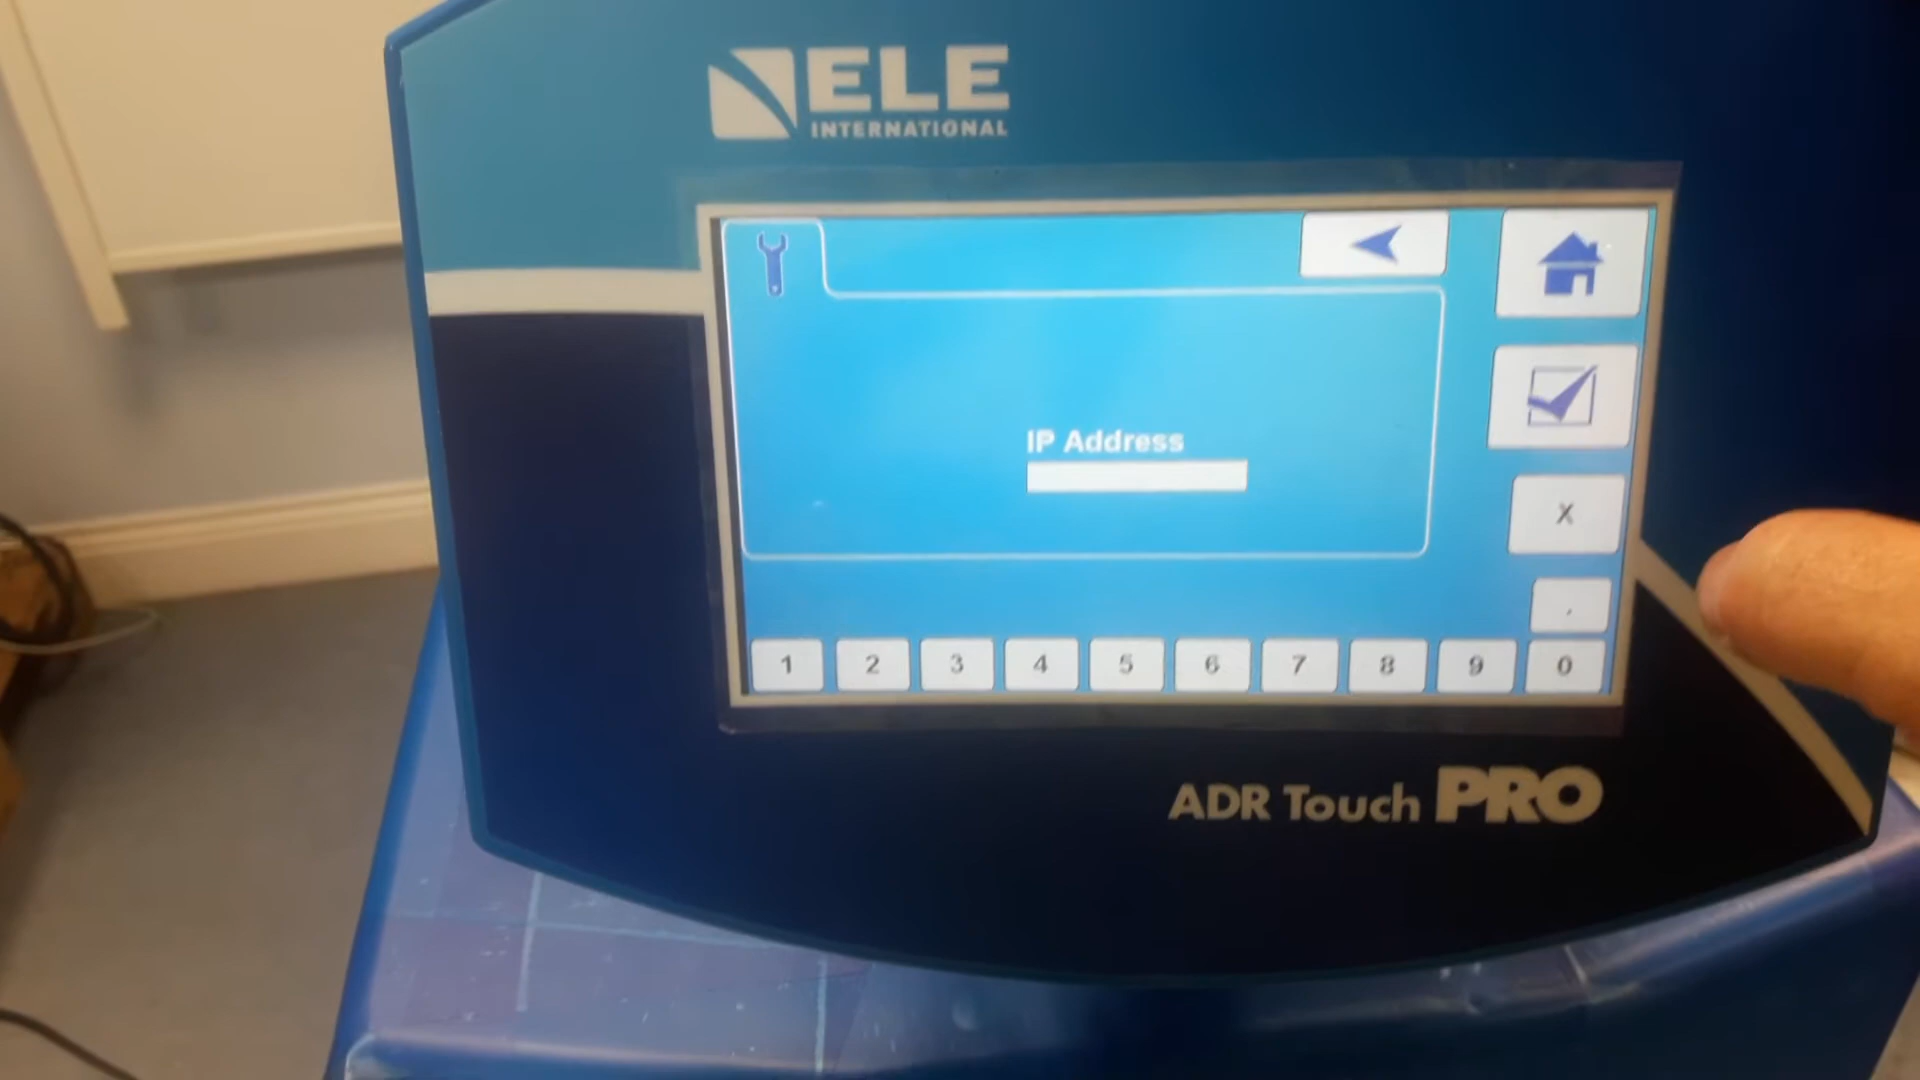 ELE
INTERNATIONAL
IP Address
X
.
1 2 3 4 5 6 7 8 9 0
ADR Touch PRO